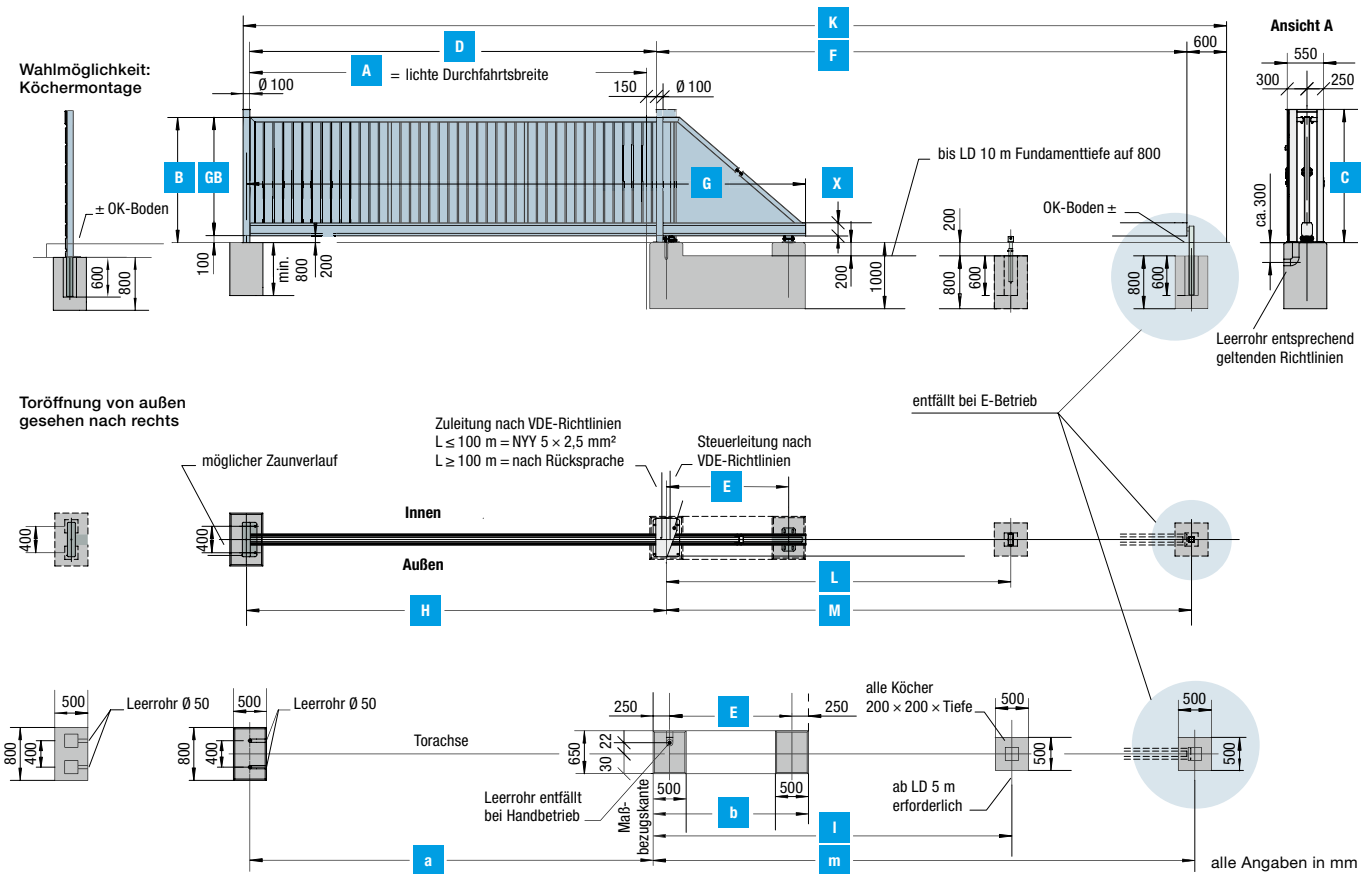 K
Ansicht A
D
F
600
550
Wahlmöglichkeit:
Köchermontage
A = lichte Durchfahrtsbreite
300
250
Ø 100
150
Ø 100
bis LD 10 m Fundamenttiefe auf 800
B
GB
G
X
C
± OK-Boden
OK-Boden ±
ca. 300
200
100
min.
800
200
600
800
200
1000
800
600
800
600
Leerrohr entsprechend
geltenden Richtlinien
Toröffnung von außen
gesehen nach rechts
entfällt bei E-Betrieb
Zuleitung nach VDE-Richtlinien
L ≤ 100 m = NYY 5 × 2,5 mm²
L ≥ 100 m = nach Rücksprache
Steuerleitung nach
VDE-Richtlinien
möglicher Zaunverlauf
E
Innen
400
400
Außen
L
H
M
500
Leerrohr Ø 50
500
Leerrohr Ø 50
250
E
250
alle Köcher
200 × 200 × Tiefe
500
500
800
400
800
400
Torachse
650
22
30
500
500
Leerrohr entfällt
bei Handbetrieb
Maß-
bezugskante
500
500
ab LD 5 m
erforderlich
b
l
a
m
alle Angaben in mm